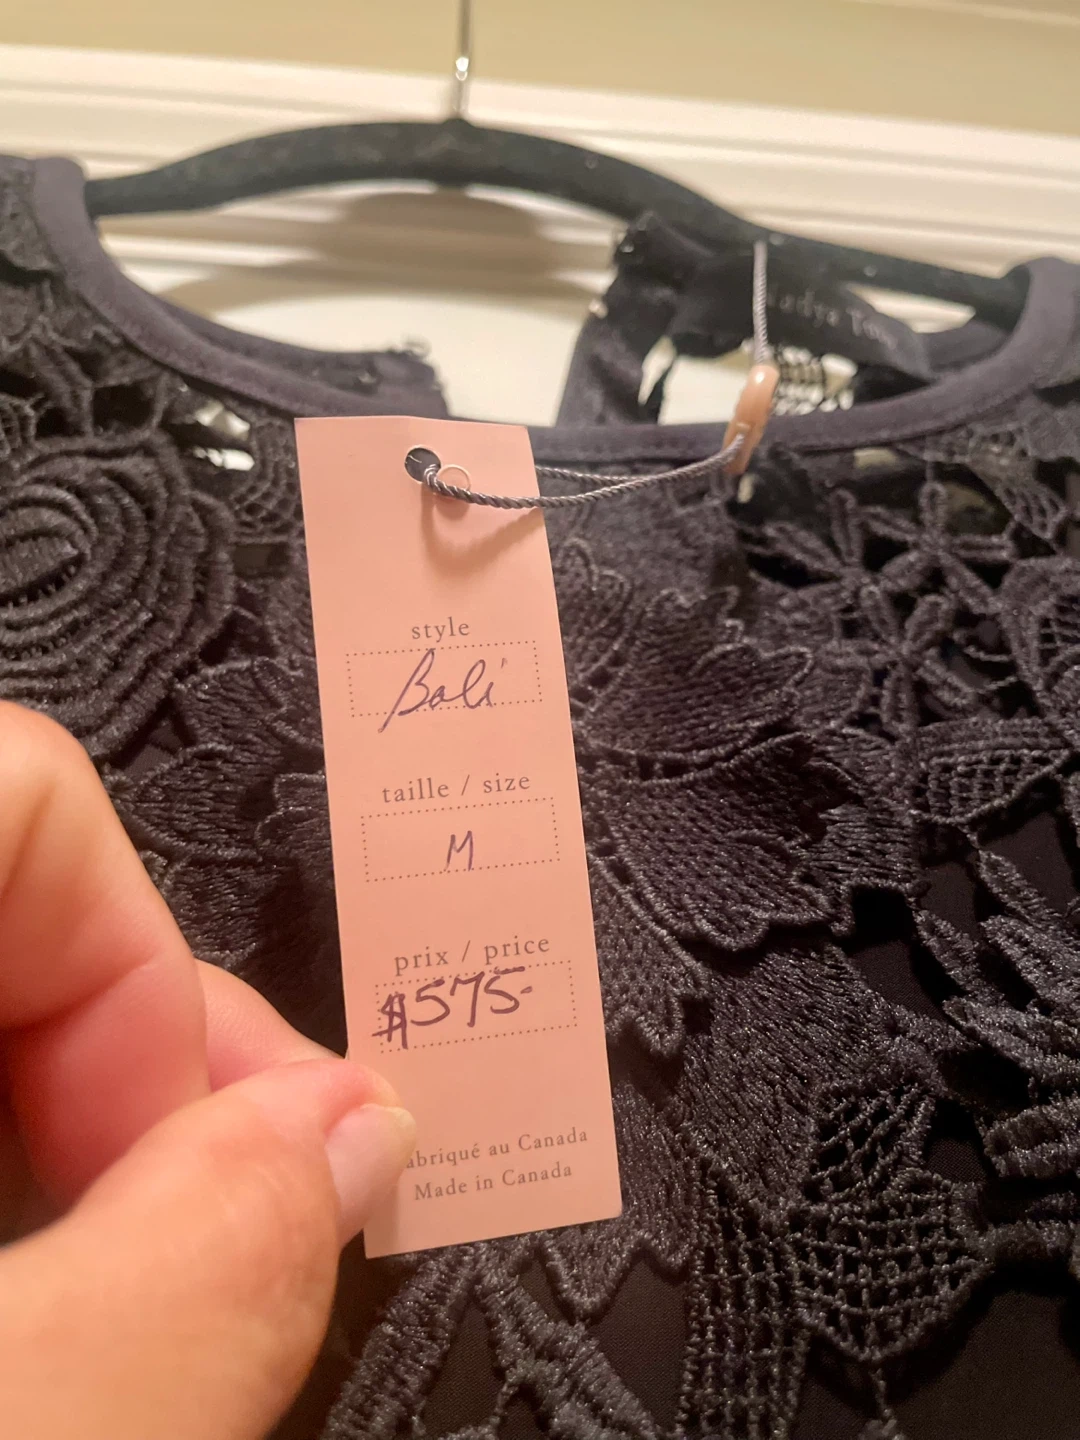 style
Bali
taille / size
M
prix / price
$575-
abriqué au Canada
Made in Canada